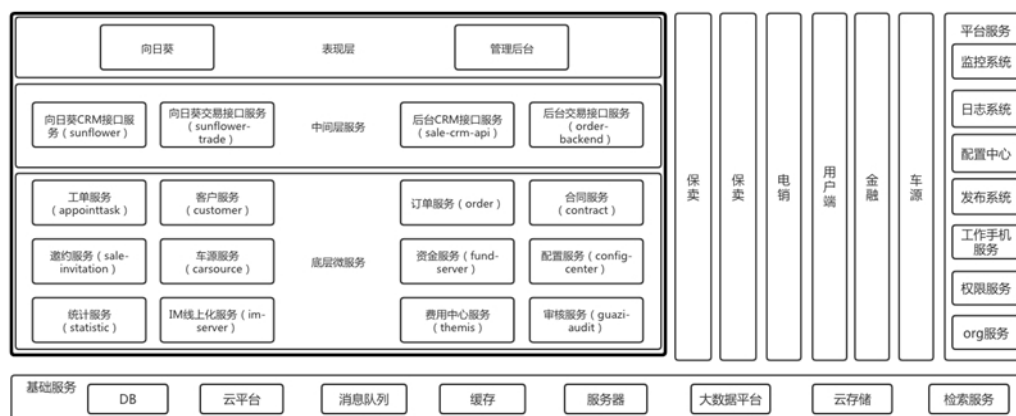 向日葵
表现层
管理后台
向日葵CRM接口服
务（sunflower）
向日葵交易接口服务
（sunflower-
trade）
中间层服务
后台CRM接口服务
（sale-crm-api）
后台交易接口服务
（order-
backend）
工单服务
（appointtask）
客户服务
（customer）
订单服务（order）
合同服务
（contract）
邀约服务（sale-
invitation）
车源服务
（carsource）
底层微服务
资金服务（fund-
server）
配置服务（config-
center）
统计服务
（statistic）
IM线上化服务（im-
server）
费用中心服务
（themis）
审核服务（guazi-
audit）
保卖
保卖
电销
用户端
金融
车源
平台服务
监控系统
日志系统
配置中心
发布系统
工作手机
服务
权限服务
org服务
基础服务
DB
云平台
消息队列
缓存
服务器
大数据平台
云存储
检索服务